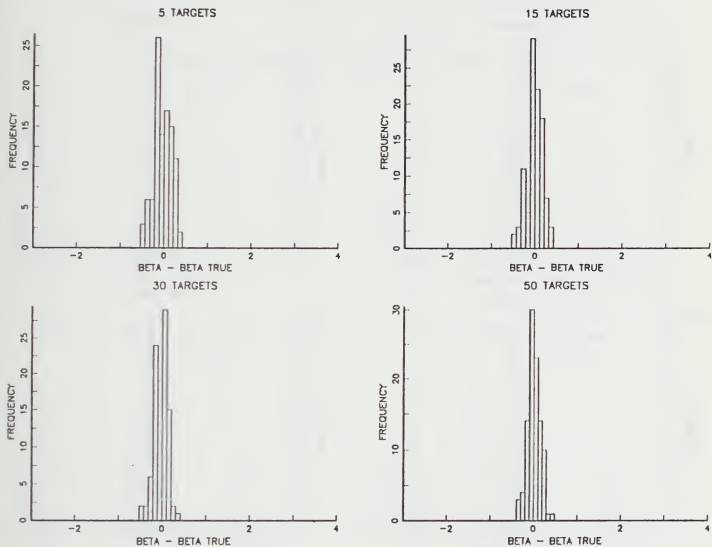 5 TARGETS
FREQUENCY
0 5 10 15 20 25
-2 0 2 4
BETA - BETA TRUE
15 TARGETS
FREQUENCY
0 5 10 15 20 25
-2 0 2 4
BETA - BETA TRUE
30 TARGETS
FREQUENCY
0 5 10 15 20 25
-2 0 2 4
BETA - BETA TRUE
50 TARGETS
FREQUENCY
0 10 20 30
-2 0 2 4
BETA - BETA TRUE